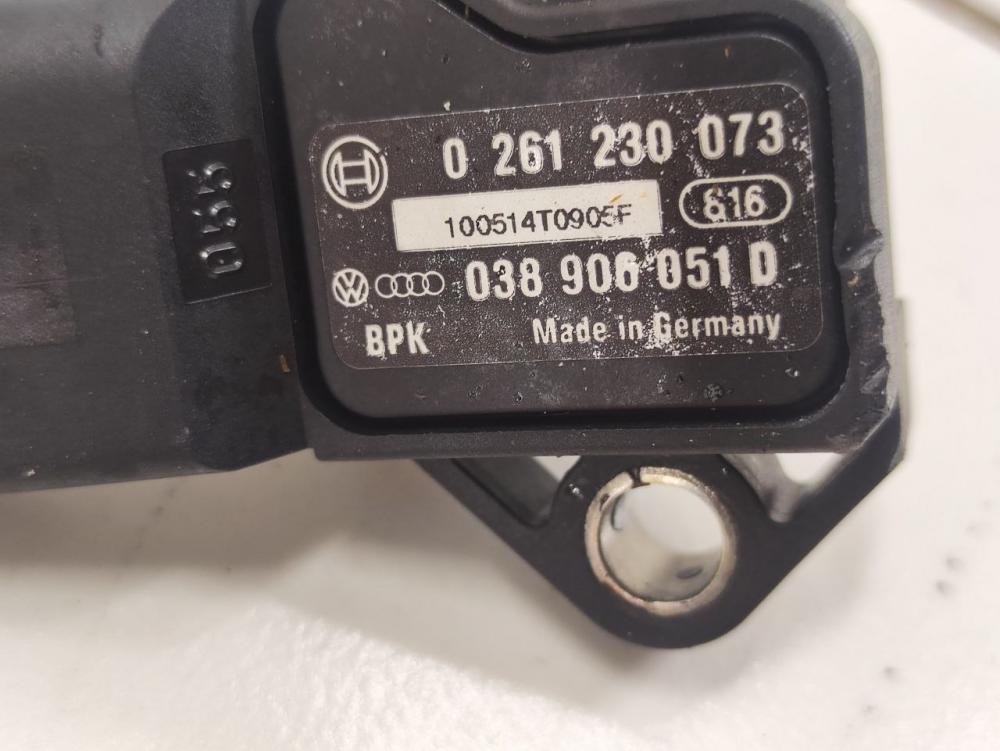 0 261 230 073
100514T0905F
616
038 906 051 D
BPK
Made in Germany